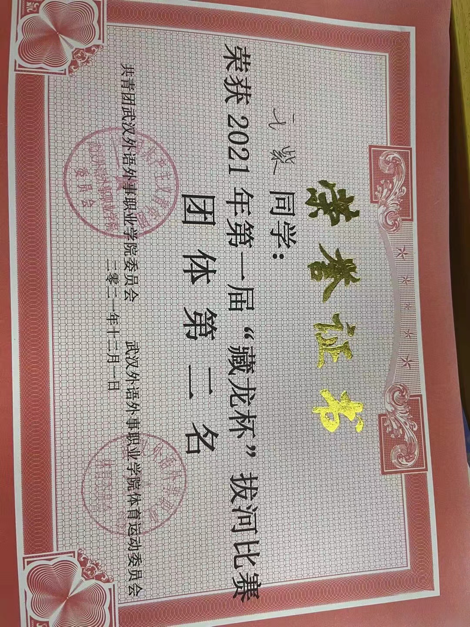 荣誉证书
紫 同学:
荣获2021年第一届“藏龙杯”拔河比赛
团体第二名
共青团武汉外语外事职业学院委员会 武汉外语外事职业学院体育运动委员会
二零二一年十二月一日